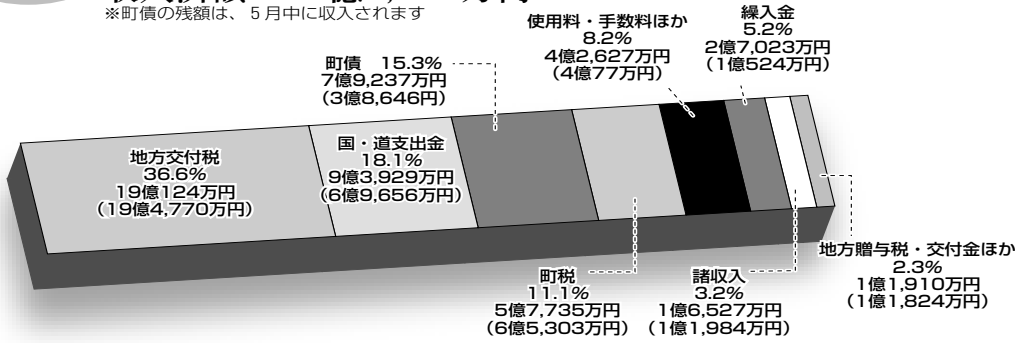 ※町債の残額は、5月中に収入されます
使用料・手数料ほか
8.2%
4億2,627万円
(4億77万円)
繰入金
5.2%
2億7,023万円
(1億524万円)
町債 15.3%
7億9,237万円
(3億8,646円)
地方交付税
36.6%
19億124万円
(19億4,770万円)
国・道支出金
18.1%
9億3,929万円
(6億9,656万円)
町税
11.1%
5億7,735万円
(6億5,303万円)
諸収入
3.2%
1億6,527万円
(1億1,984万円)
地方贈与税・交付金ほか
2.3%
1億1,910万円
(1億1,824万円)